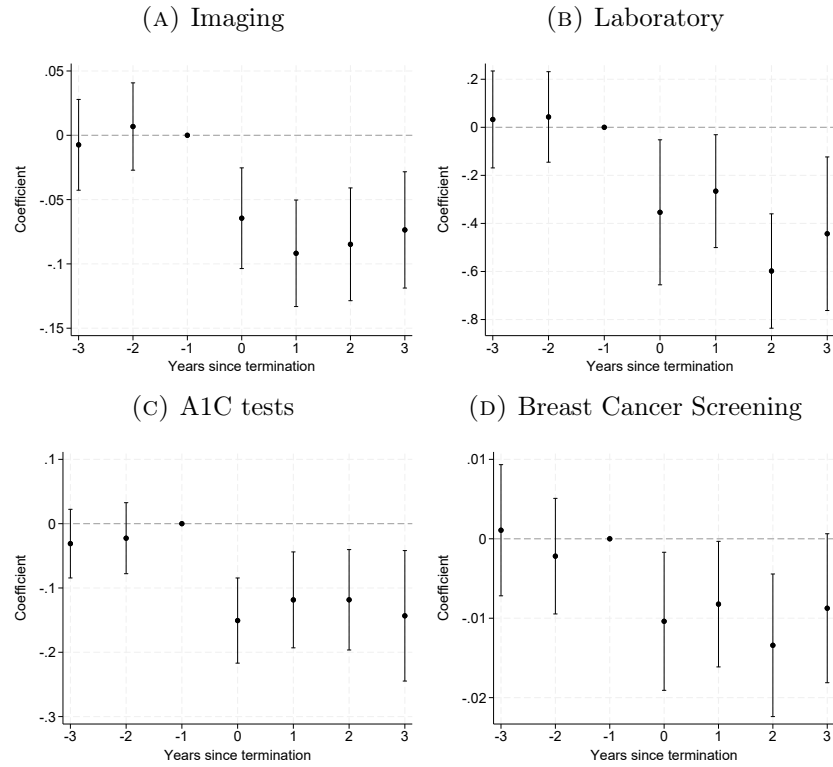 (A) Imaging
.05
0
-.05
-.1
-.15
Coefficient
-3 -2 -1 0 1 2 3
Years since termination
(B) Laboratory
.2
0
-.2
-.4
-.6
-.8
Coefficient
-3 -2 -1 0 1 2 3
Years since termination
(C) A1C tests
.1
0
-.1
-.2
-.3
Coefficient
-3 -2 -1 0 1 2 3
Years since termination
(D) Breast Cancer Screening
.01
0
-.01
-.02
Coefficient
-3 -2 -1 0 1 2 3
Years since termination